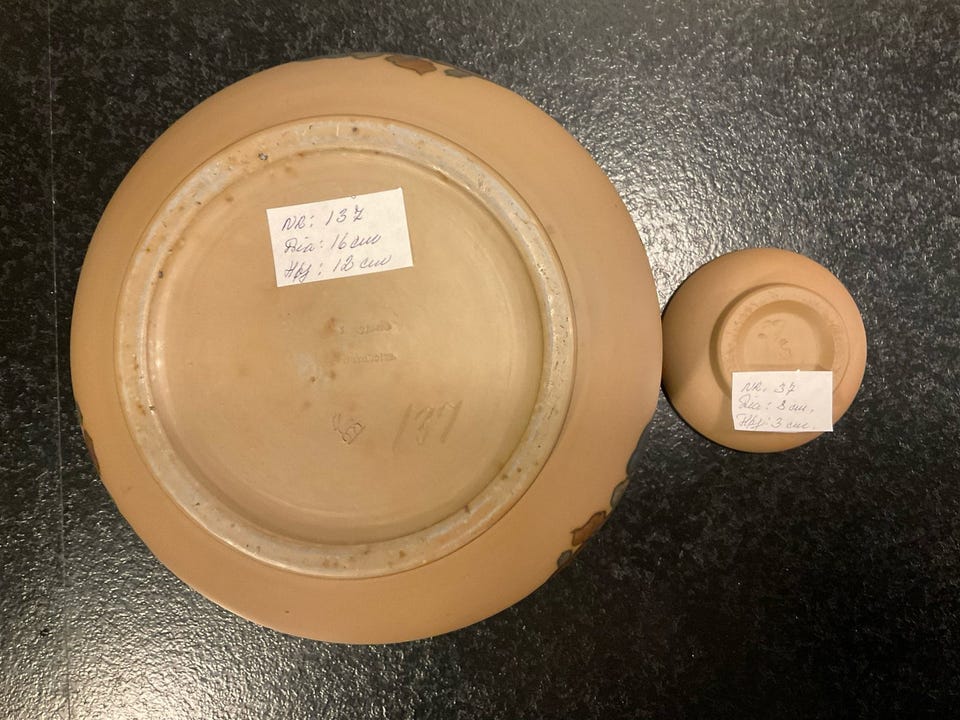 NR: 137
Dia: 16 cm
Høj: 12 cm
137
NR. 37
Dia: 8 cm.
Høj: 3 cm.